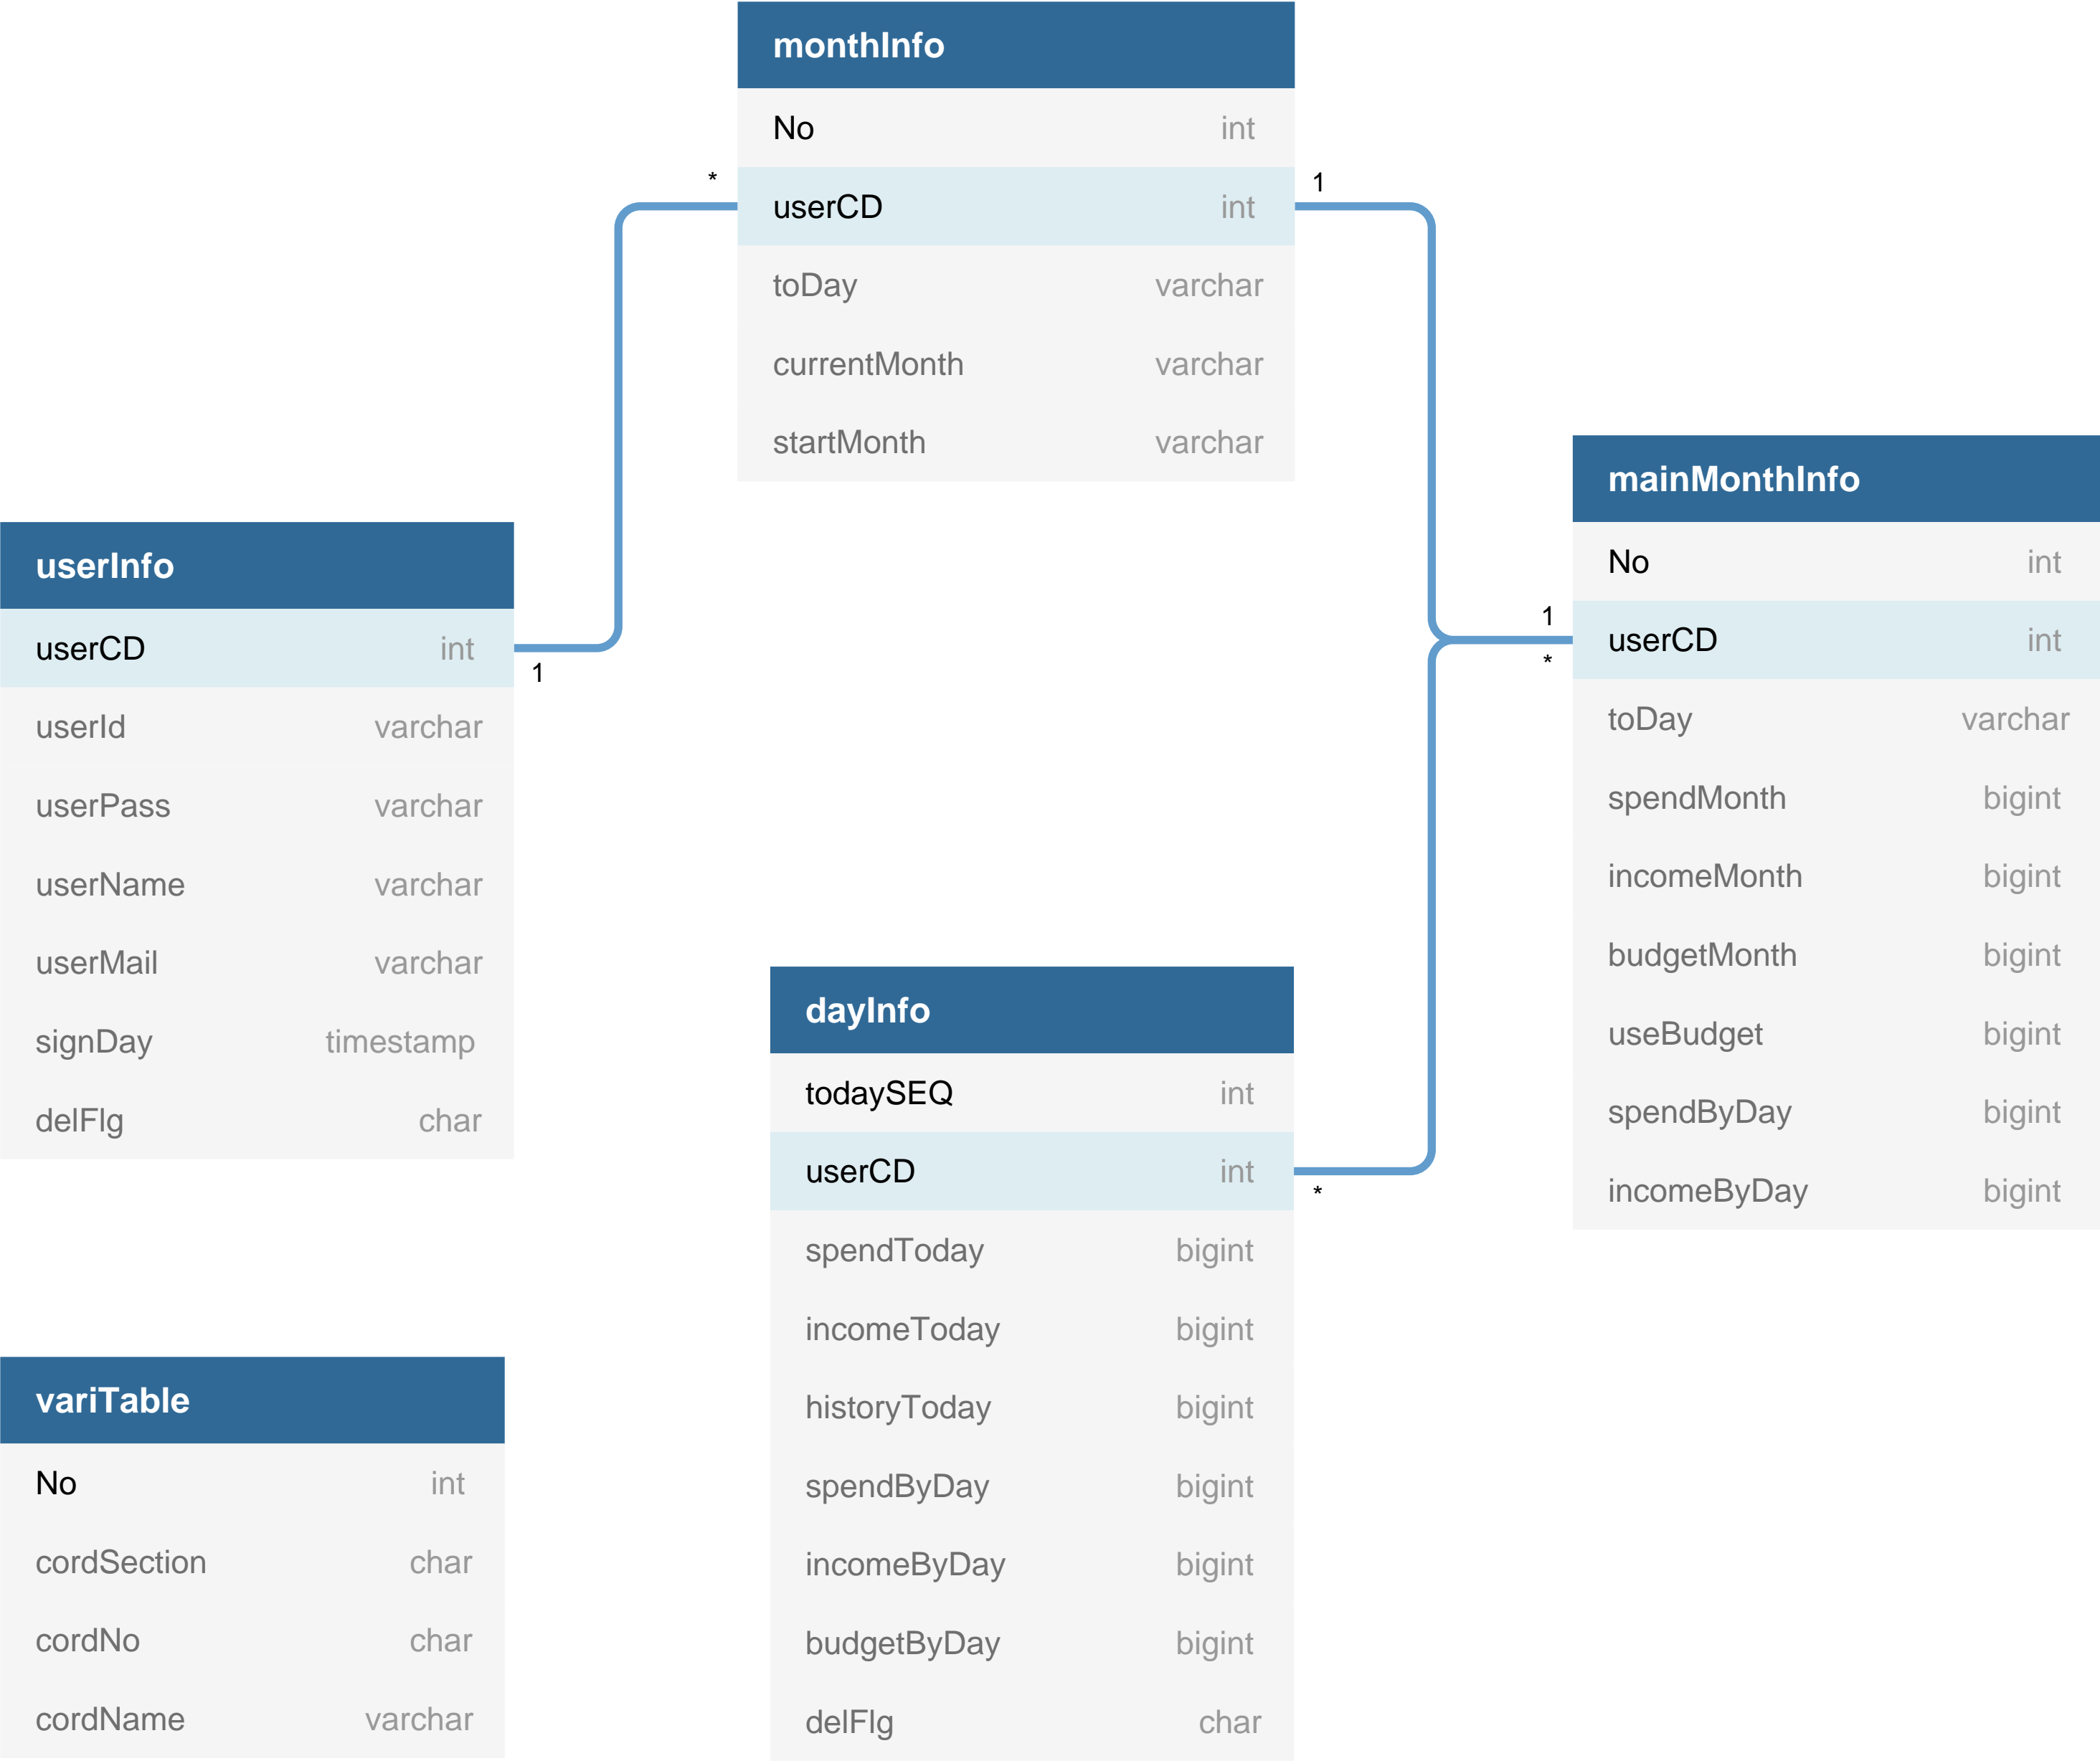 monthInfo
No int
* userCD int 1
toDay varchar
currentMonth varchar
startMonth varchar
userInfo
userCD int
1
userId varchar
userPass varchar
userName varchar
userMail varchar
signDay timestamp
delFlg char
mainMonthInfo
No int
1
userCD int
*
toDay varchar
spendMonth bigint
incomeMonth bigint
budgetMonth bigint
useBudget bigint
spendByDay bigint
incomeByDay bigint
dayInfo
todaySEQ int
userCD int
*
spendToday bigint
incomeToday bigint
historyToday bigint
spendByDay bigint
incomeByDay bigint
budgetByDay bigint
delFlg char
variTable
No int
cordSection char
cordNo char
cordName varchar